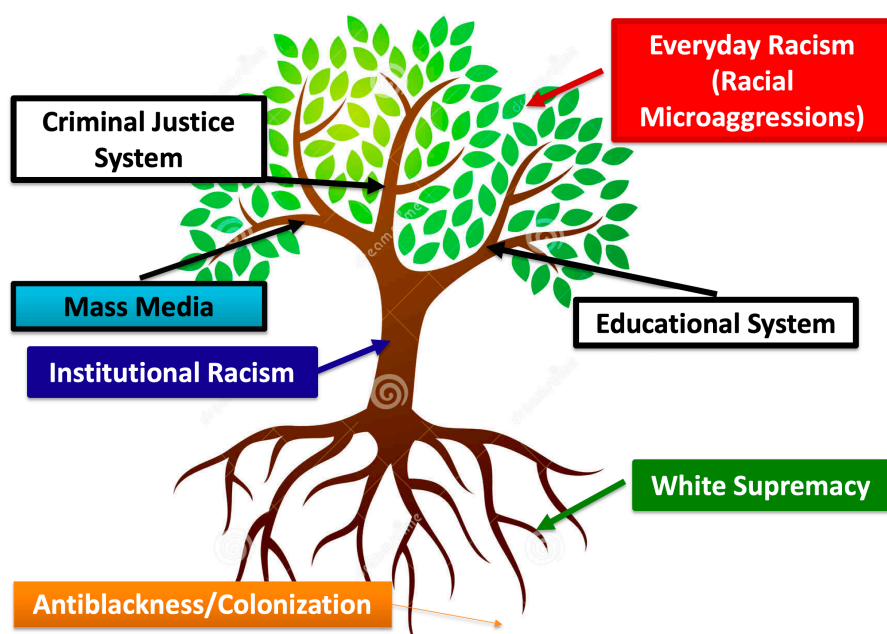 Everyday Racism
(Racial
Microaggressions)
Criminal Justice
System
Mass Media
Educational System
Institutional Racism
White Supremacy
Antiblackness/Colonization